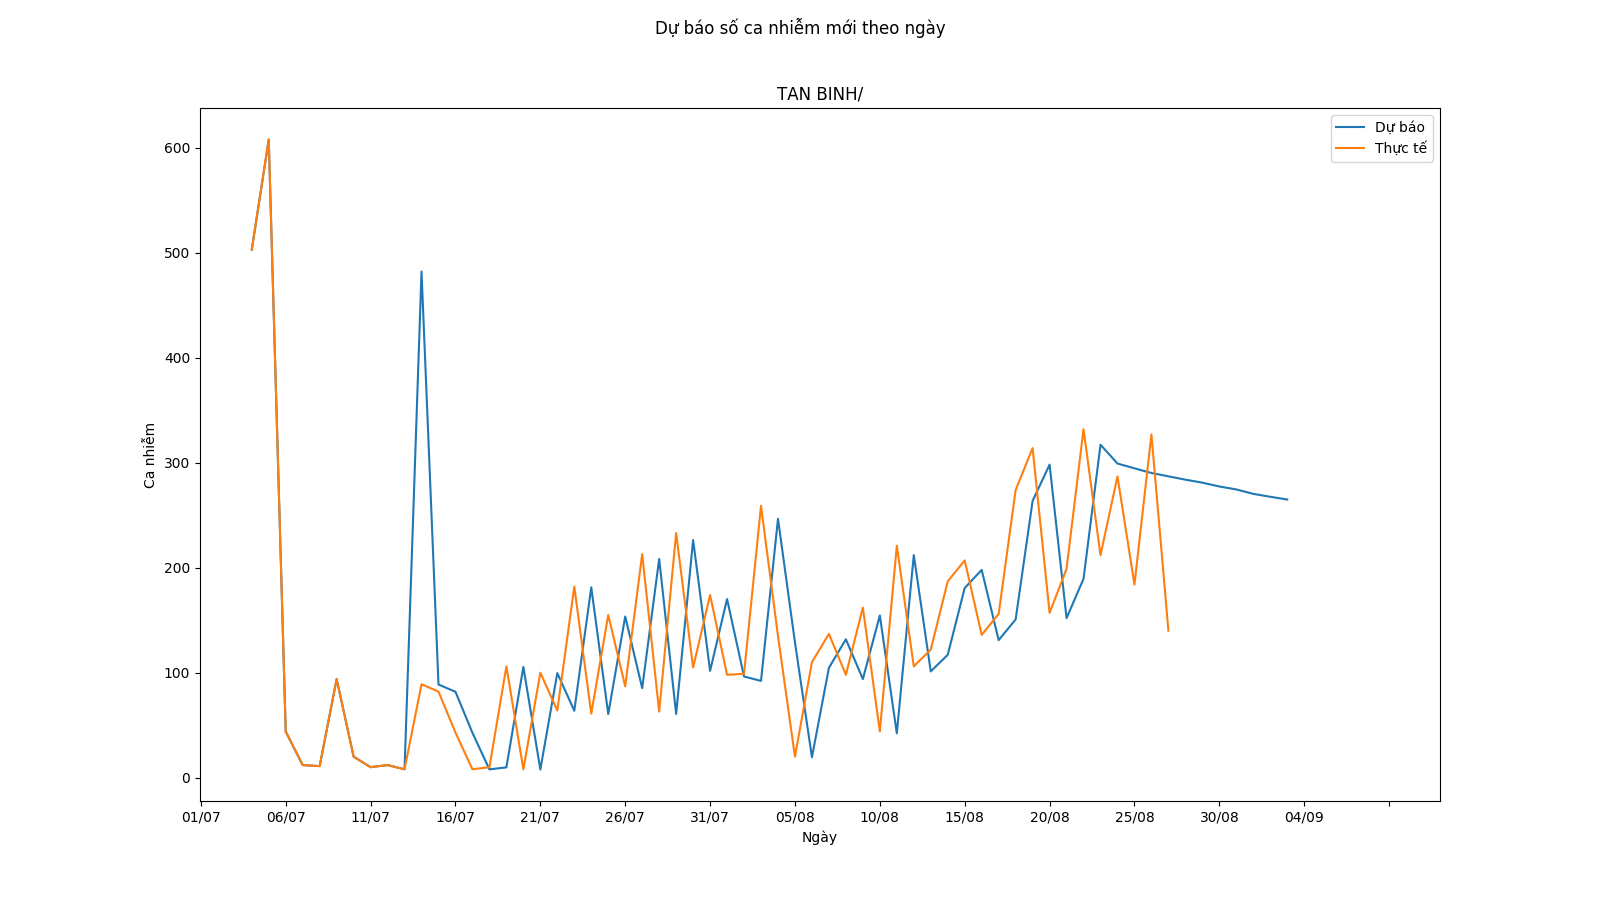 Dự báo số ca nhiễm mới theo ngày
TAN BINH/
Dự báo
Thực tế
600
500
400
300
200
100
0
Ca nhiễm
01/07 06/07 11/07 16/07 21/07 26/07 31/07 05/08 10/08 15/08 20/08 25/08 30/08 04/09
Ngày